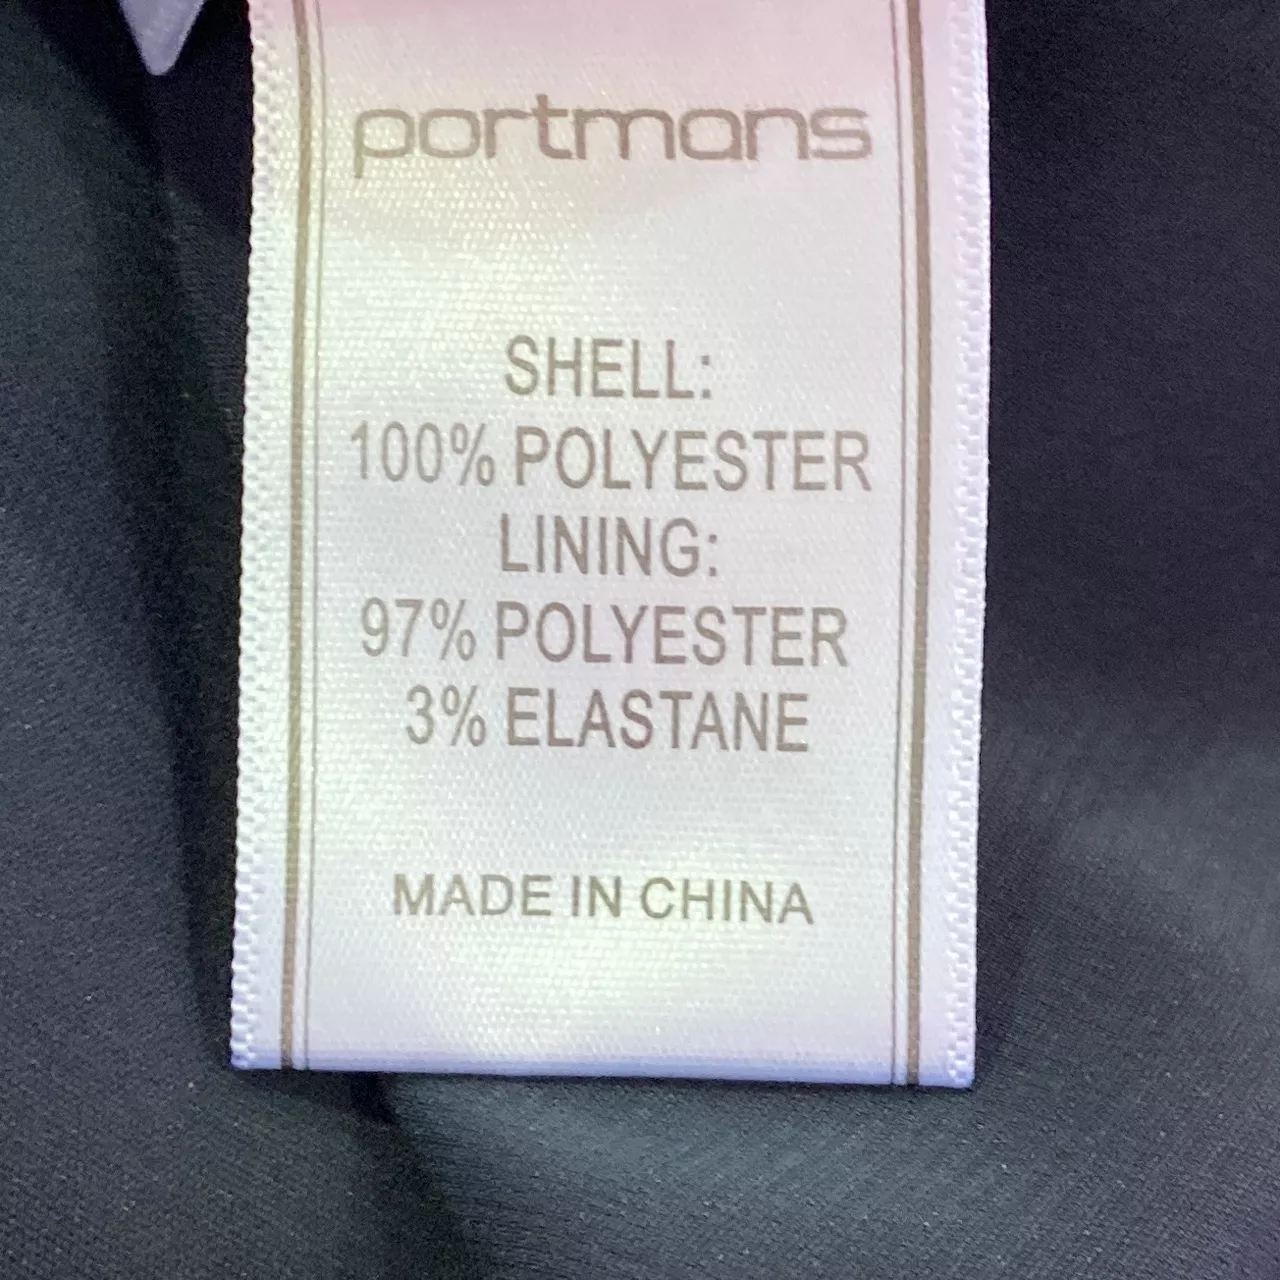 portmans
SHELL:
100% POLYESTER
LINING:
97% POLYESTER
3% ELASTANE
MADE IN CHINA